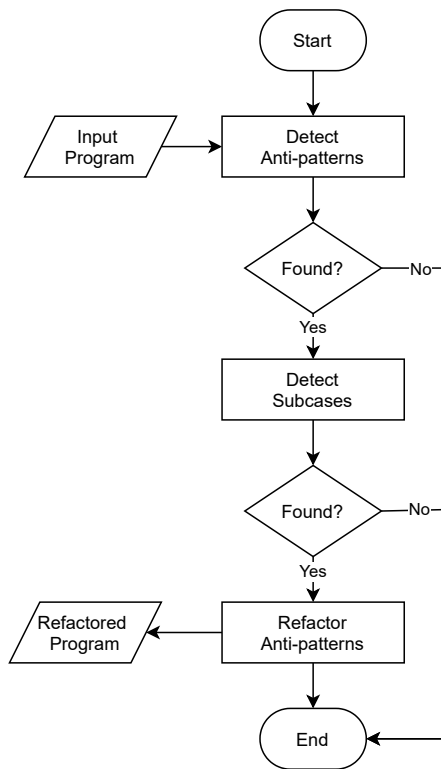 Start
Input
Program
Detect
Anti-patterns
Found?
No
Yes
Detect
Subcases
Found?
No
Yes
Refactored
Program
Refactor
Anti-patterns
End